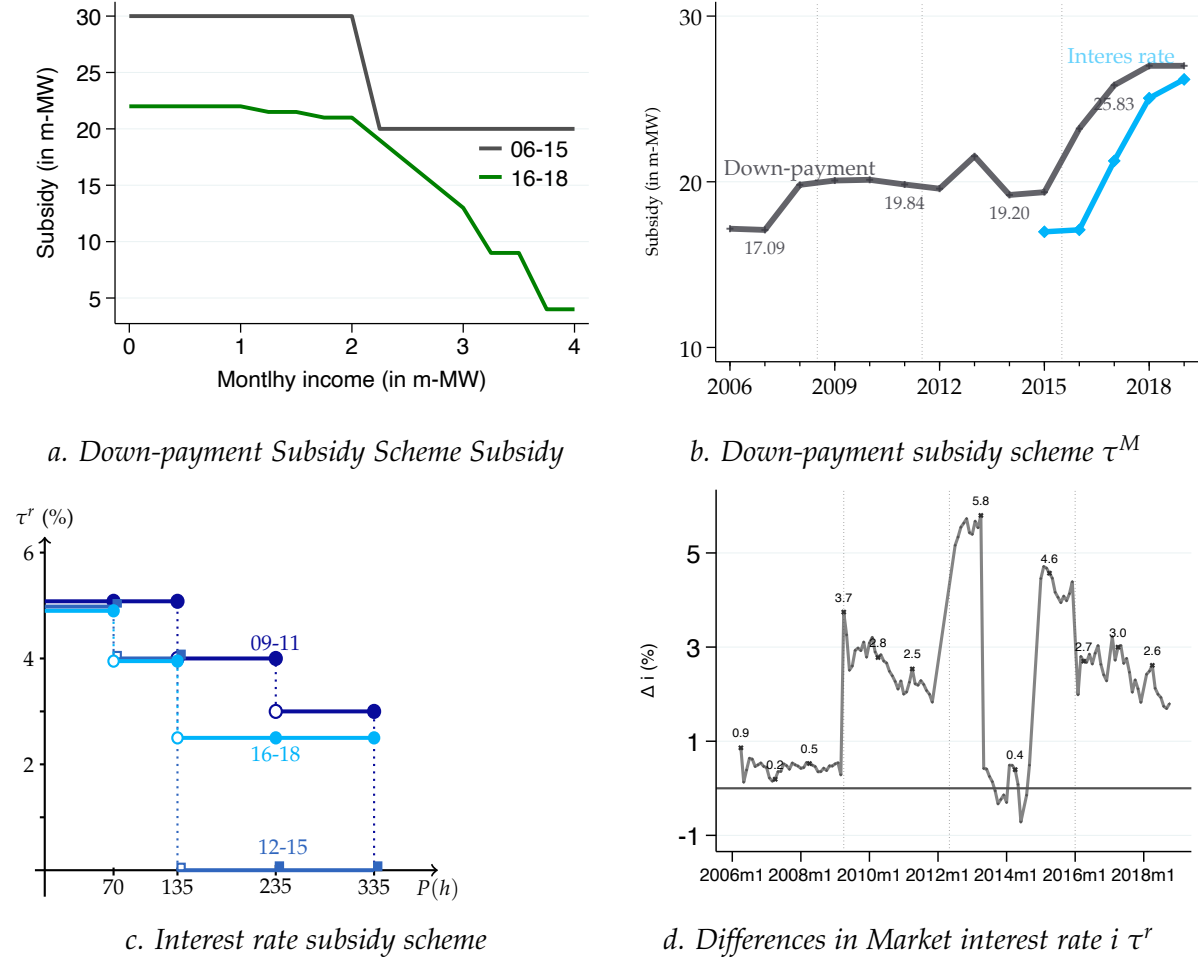 30
25
20
15
10
5
Subsidy (in m-MW)
06-15
16-18
0 1 2 3 4
Montlhy income (in m-MW)
a. Down-payment Subsidy Scheme Subsidy
30
20
10
Subsidy (in m-MW)
Interes rate
Down-payment
25.83
19.84
19.20
17.09
2006 2009 2012 2015 2018
b. Down-payment subsidy scheme τ^M
τ^r (%)
6
4
2
09-11
16-18
12-15
70 135 235 335 P(h)
c. Interest rate subsidy scheme
5
3
1
-1
Δ i (%)
0.9
0.2
0.5
3.7
2.8
2.5
5.8
0.4
4.6
2.7
3.0
2.6
2006m1 2008m1 2010m1 2012m1 2014m1 2016m1 2018m1
d. Differences in Market interest rate i τ^r